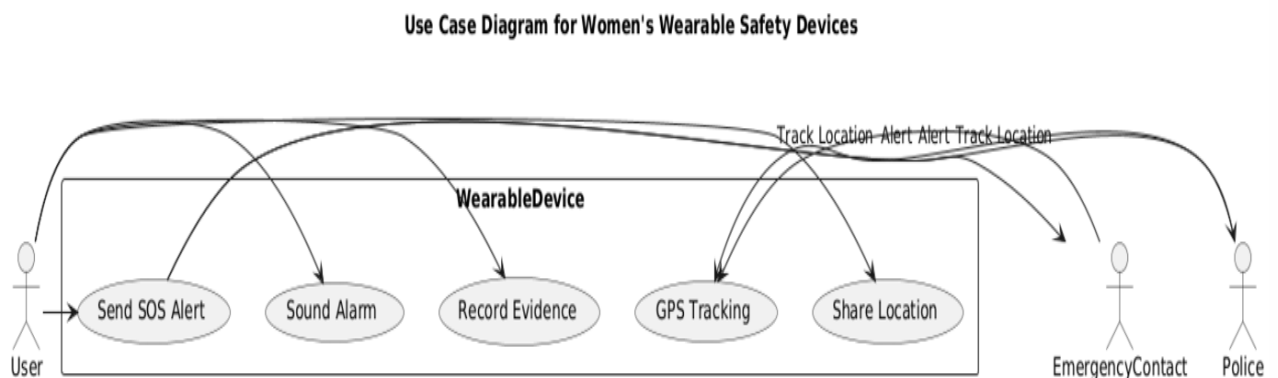 Use Case Diagram for Women's Wearable Safety Devices
Track Location Alert Alert Track Location
WearableDevice
Send SOS Alert
Sound Alarm
Record Evidence
GPS Tracking
Share Location
User
EmergencyContact
Police